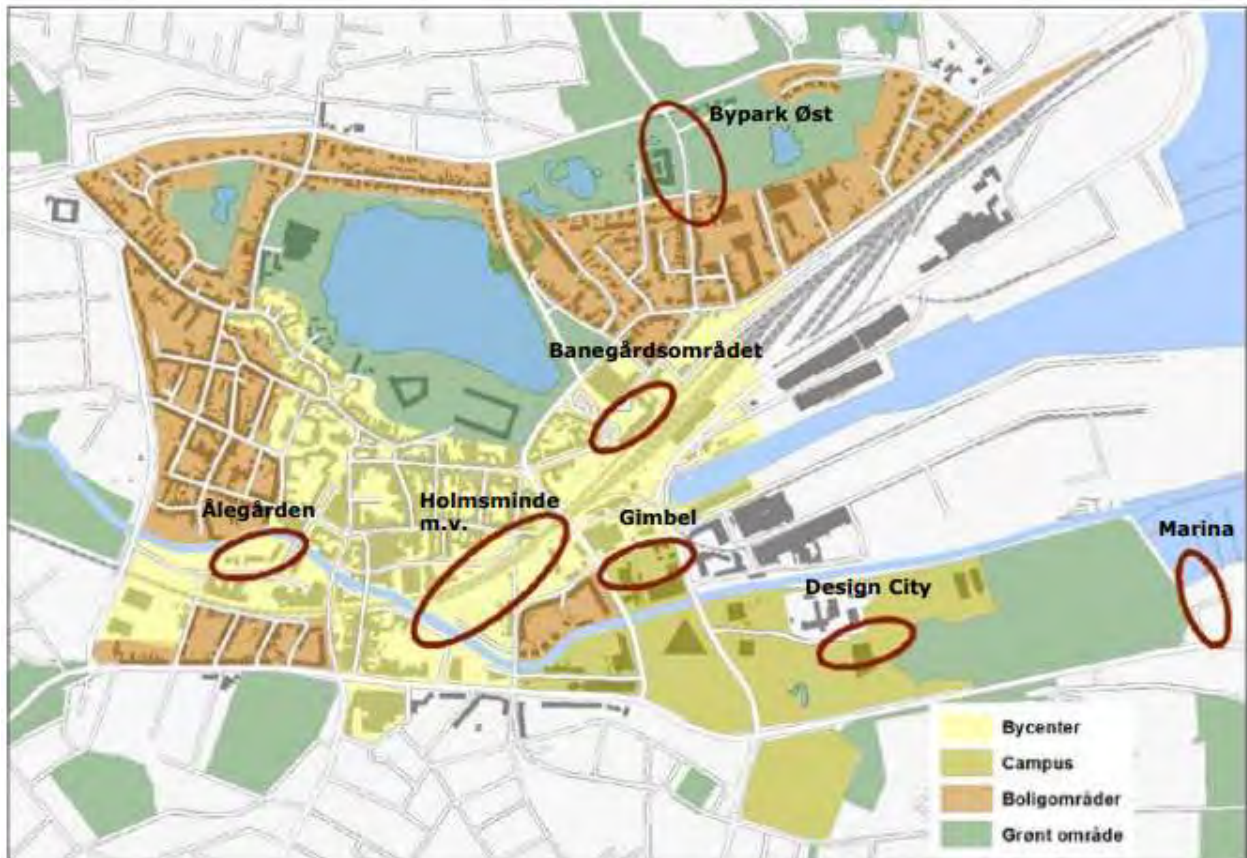 Bypark Øst
Banegårdsområdet
Ålegården
Holmsminde
m.v.
Gimbel
Marina
Design City
Bycenter
Campus
Boligområder
Grønt område